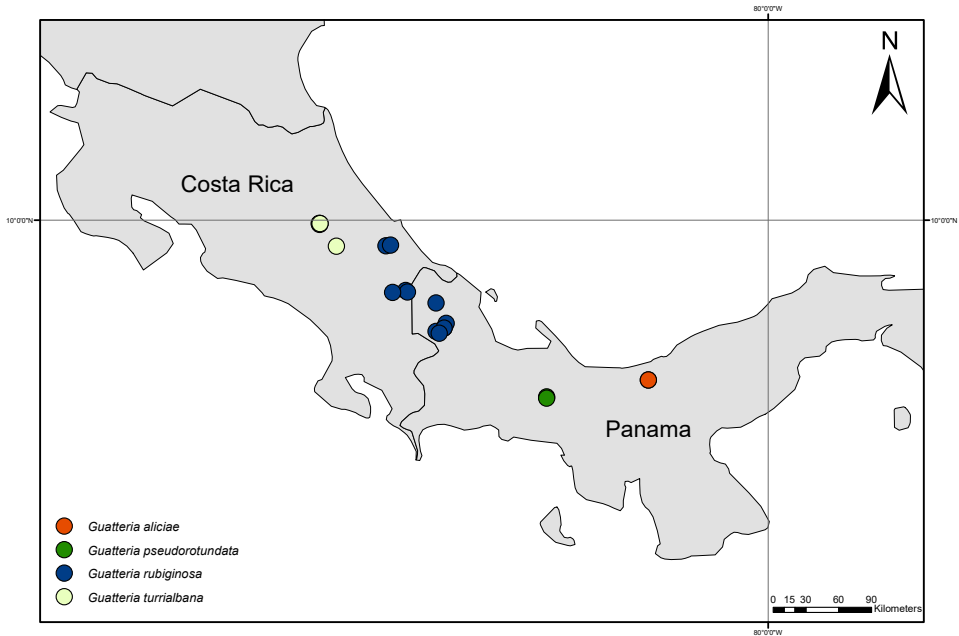 80°0'0"W
N
Costa Rica
10°0'0"N
10°0'0"N
Panama
Guatteria aliciae
Guatteria pseudorotundata
Guatteria rubiginosa
Guatteria turrialbana
0 15 30 60 90
Kilometers
80°0'0"W